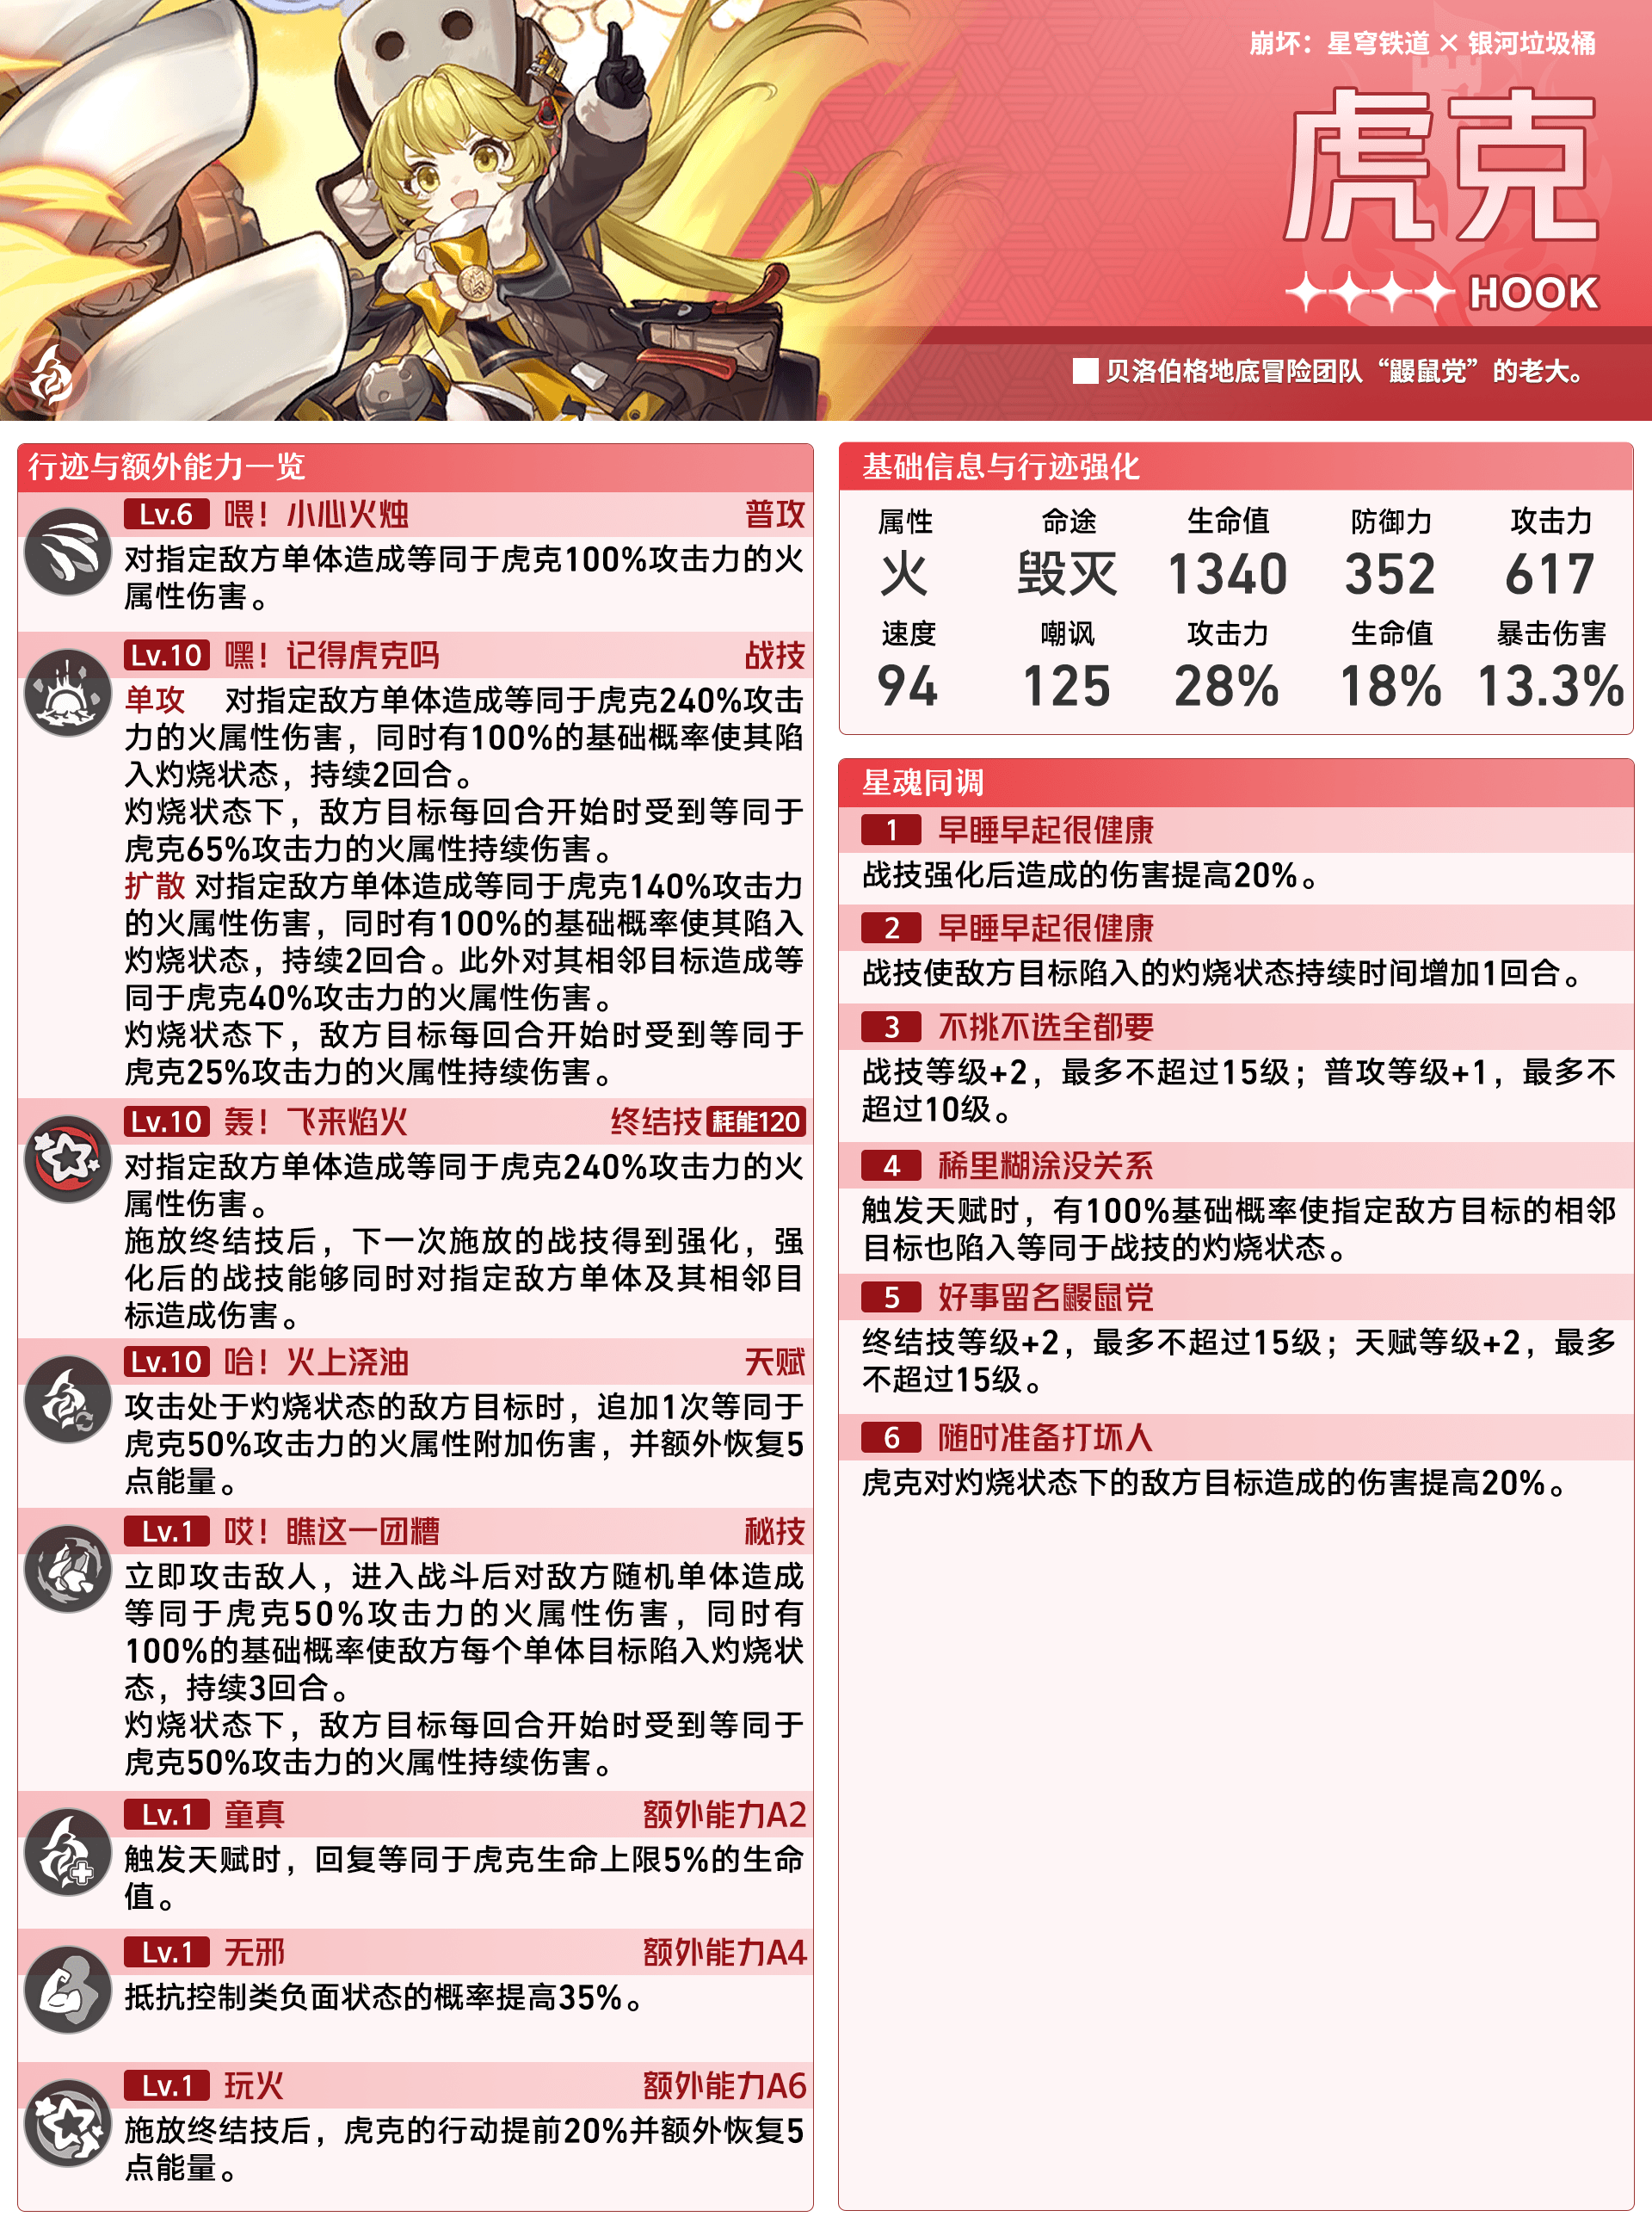 崩坏：星穹铁道 × 银河垃圾桶
虎克
HOOK
贝洛伯格地底冒险团队“鼹鼠党”的老大。
行迹与额外能力一览
Lv.6 喂！小心火烛 普攻
对指定敌方单体造成等同于虎克100%攻击力的火
属性伤害。
Lv.10 嘿！记得虎克吗 战技
单攻 对指定敌方单体造成等同于虎克240%攻击
力的火属性伤害，同时有100%的基础概率使其陷
入灼烧状态，持续2回合。
灼烧状态下，敌方目标每回合开始时受到等同于
虎克65%攻击力的火属性持续伤害。
扩散 对指定敌方单体造成等同于虎克140%攻击力
的火属性伤害，同时有100%的基础概率使其陷入
灼烧状态，持续2回合。此外对其相邻目标造成等
同于虎克40%攻击力的火属性伤害。
灼烧状态下，敌方目标每回合开始时受到等同于
虎克25%攻击力的火属性持续伤害。
Lv.10 轰！飞来焰火 终结技 耗能120
对指定敌方单体造成等同于虎克240%攻击力的火
属性伤害。
施放终结技后，下一次施放的战技得到强化，强
化后的战技能够同时对指定敌方单体及其相邻目
标造成伤害。
Lv.10 哈！火上浇油 天赋
攻击处于灼烧状态的敌方目标时，追加1次等同于
虎克50%攻击力的火属性附加伤害，并额外恢复5
点能量。
Lv.1 哎！瞧这一团糟 秘技
立即攻击敌人，进入战斗后对敌方随机单体造成
等同于虎克50%攻击力的火属性伤害，同时有
100%的基础概率使敌方每个单体目标陷入灼烧状
态，持续3回合。
灼烧状态下，敌方目标每回合开始时受到等同于
虎克50%攻击力的火属性持续伤害。
Lv.1 童真 额外能力A2
触发天赋时，回复等同于虎克生命上限5%的生命
值。
Lv.1 无邪 额外能力A4
抵抗控制类负面状态的概率提高35%。
Lv.1 玩火 额外能力A6
施放终结技后，虎克的行动提前20%并额外恢复5
点能量。
基础信息与行迹强化
属性 命途 生命值 防御力 攻击力
火 毁灭 1340 352 617
速度 嘲讽 攻击力 生命值 暴击伤害
94 125 28% 18% 13.3%
星魂同调
1 早睡早起很健康
战技强化后造成的伤害提高20%。
2 早睡早起很健康
战技使敌方目标陷入的灼烧状态持续时间增加1回合。
3 不挑不选全都要
战技等级+2，最多不超过15级；普攻等级+1，最多不
超过10级。
4 稀里糊涂没关系
触发天赋时，有100%基础概率使指定敌方目标的相邻
目标也陷入等同于战技的灼烧状态。
5 好事留名鼹鼠党
终结技等级+2，最多不超过15级；天赋等级+2，最多
不超过15级。
6 随时准备打坏人
虎克对灼烧状态下的敌方目标造成的伤害提高20%。